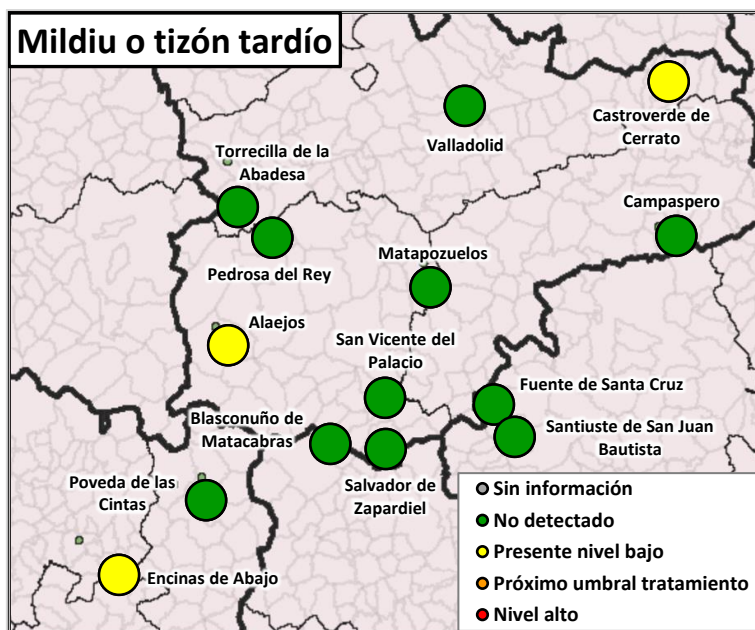 Mildiu o tizón tardío
Castroverde de
Cerrato
Valladolid
Torrecilla de la
Abadesa
Campaspero
Pedrosa del Rey
Matapozuelos
Alaejos
San Vicente del
Palacio
Fuente de Santa Cruz
Blasconuño de
Matacabras
Santiuste de San Juan
Bautista
Salvador de
Zapardiel
Poveda de las
Cintas
Encinas de Abajo
Sin información
No detectado
Presente nivel bajo
Próximo umbral tratamiento
Nivel alto